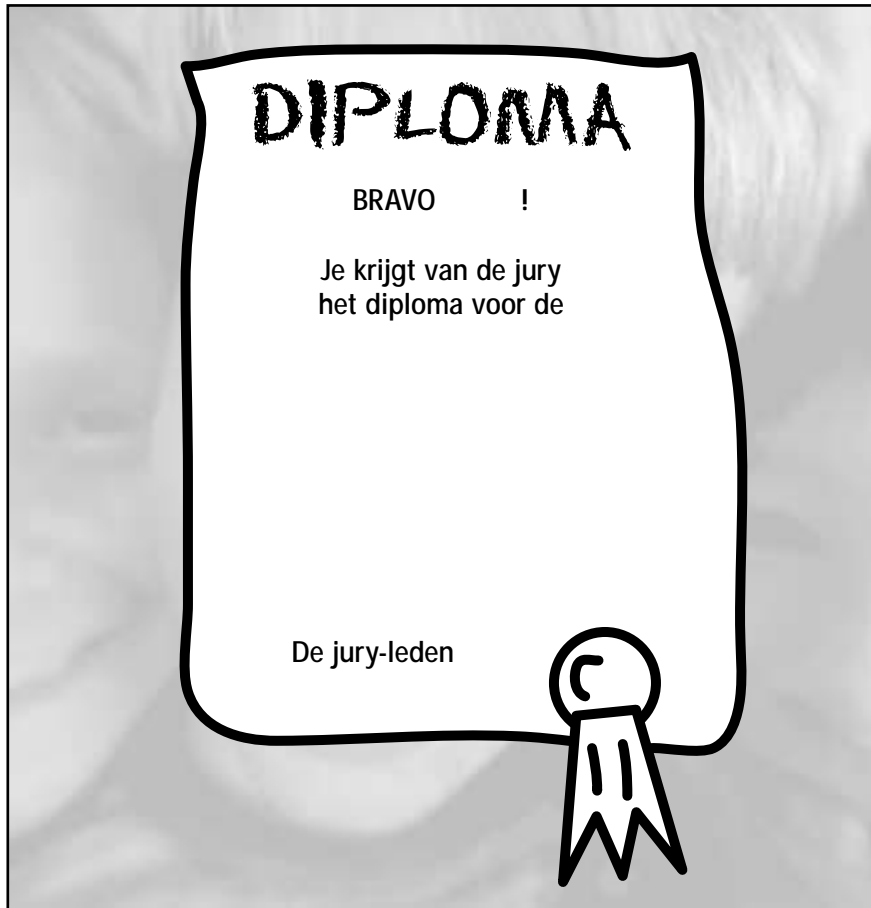 DIPLOMA
BRAVO !
Je krijgt van de jury
het diploma voor de
De jury-leden